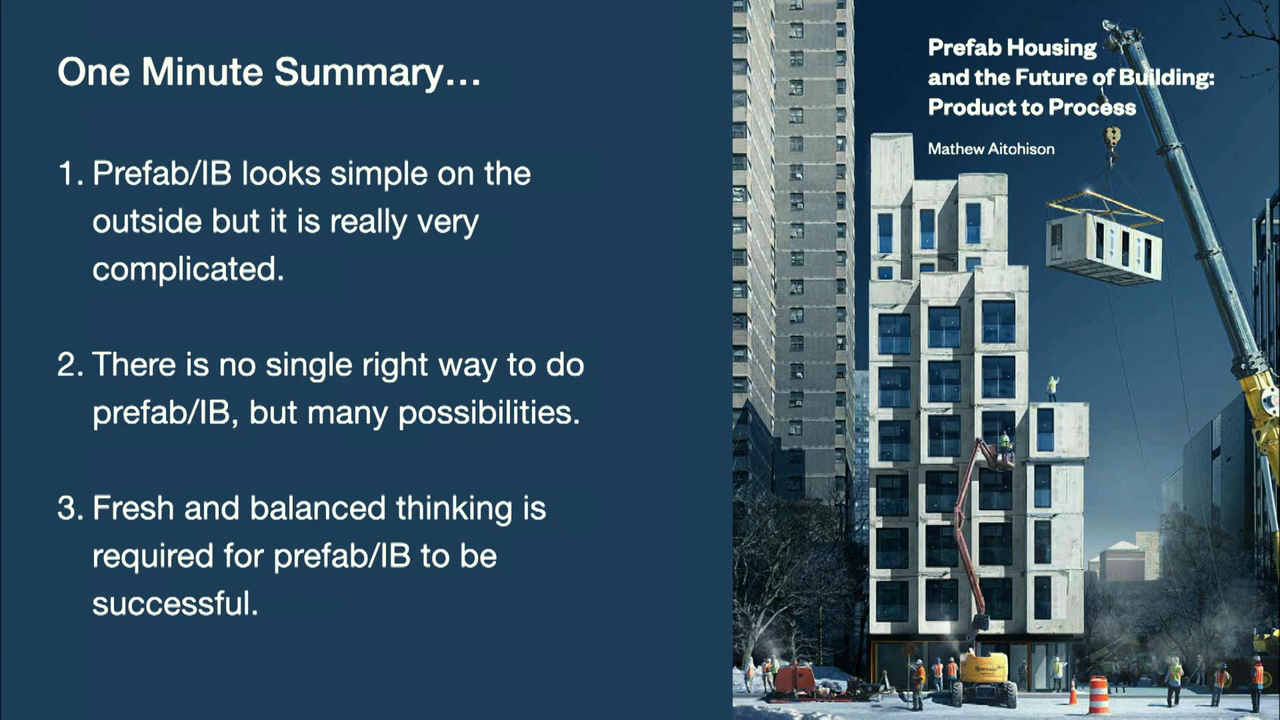 One Minute Summary...
1. Prefab/IB looks simple on the
outside but it is really very
complicated.
2. There is no single right way to do
prefab/IB, but many possibilities.
3. Fresh and balanced thinking is
required for prefab/IB to be
successful.
Prefab Housing
and the Future of Building:
Product to Process
Mathew Aitchison